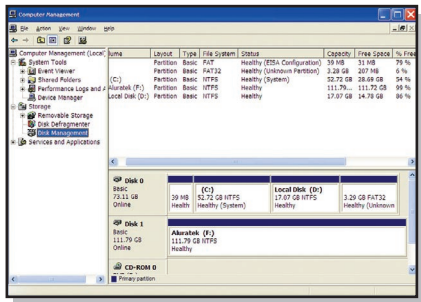 Computer Management
File Action View Window Help
Computer Management (Local)
System Tools
Event Viewer
Shared Folders
Performance Logs and A
Device Manager
Storage
Removable Storage
Disk Defragmenter
Disk Management
Services and Applications
lume Layout Type File System Status Capacity Free Space % Free
Partition Basic FAT Healthy (EISA Configuration) 39 MB 31 MB 79 %
Partition Basic FAT32 Healthy (Unknown Partition) 3.28 GB 207 MB 6 %
(C:) Partition Basic NTFS Healthy (System) 52.72 GB 28.69 GB 54 %
Aluratek (F:) Partition Basic NTFS Healthy 111.79... 111.72 GB 99 %
Local Disk (D:) Partition Basic NTFS Healthy 17.07 GB 14.78 GB 86 %
Disk 0
Basic
73.11 GB
Online
39 MB
Health
(C:)
52.72 GB NTFS
Healthy (System)
Local Disk (D:)
17.07 GB NTFS
Healthy
3.29 GB FAT32
Healthy (Unknown
Disk 1
Basic
111.79 GB
Online
Aluratek (F:)
111.79 GB NTFS
Healthy
CD-ROM 0
Primary partition